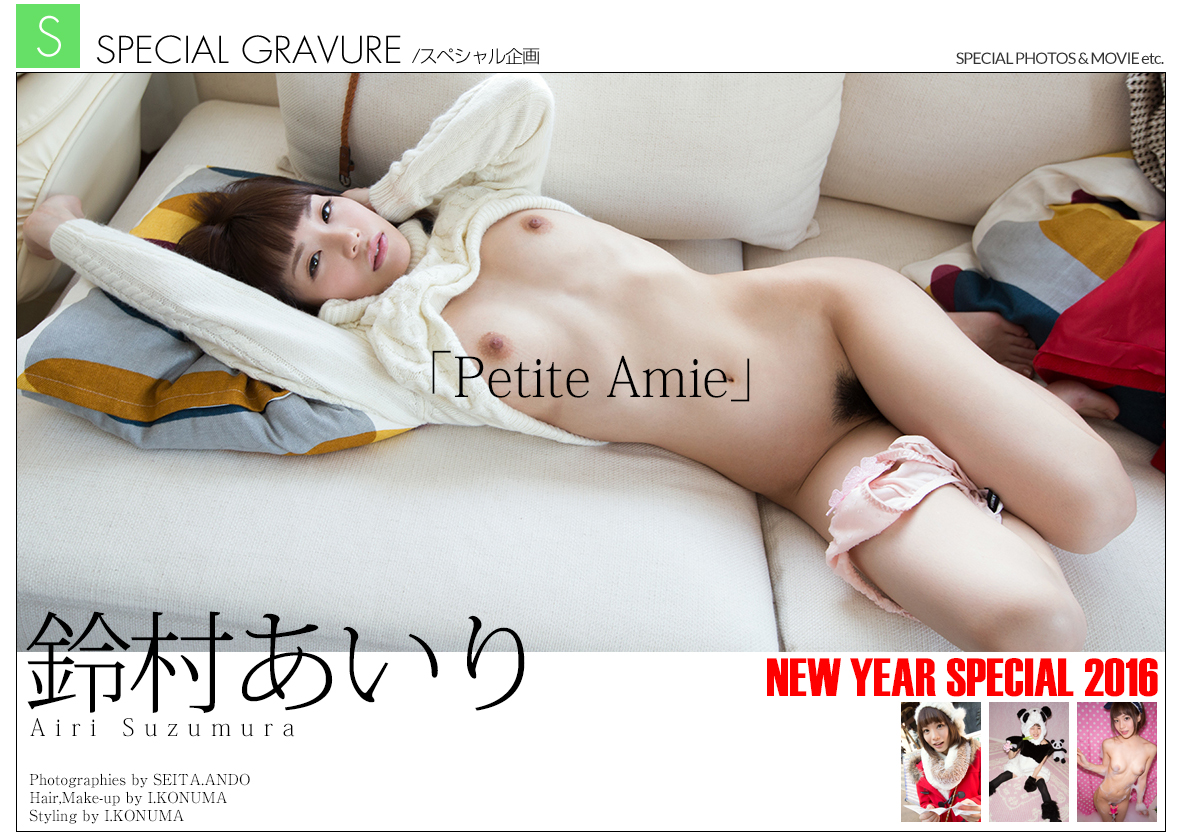 S
SPECIAL GRAVURE /スペシャル企画
SPECIAL PHOTOS & MOVIE etc.
「Petite Amie」
鈴村あいり
Airi Suzumura
NEW YEAR SPECIAL 2016
Photographies by SEITA.ANDO
Hair,Make-up by I.KONUMA
Styling by I.KONUMA